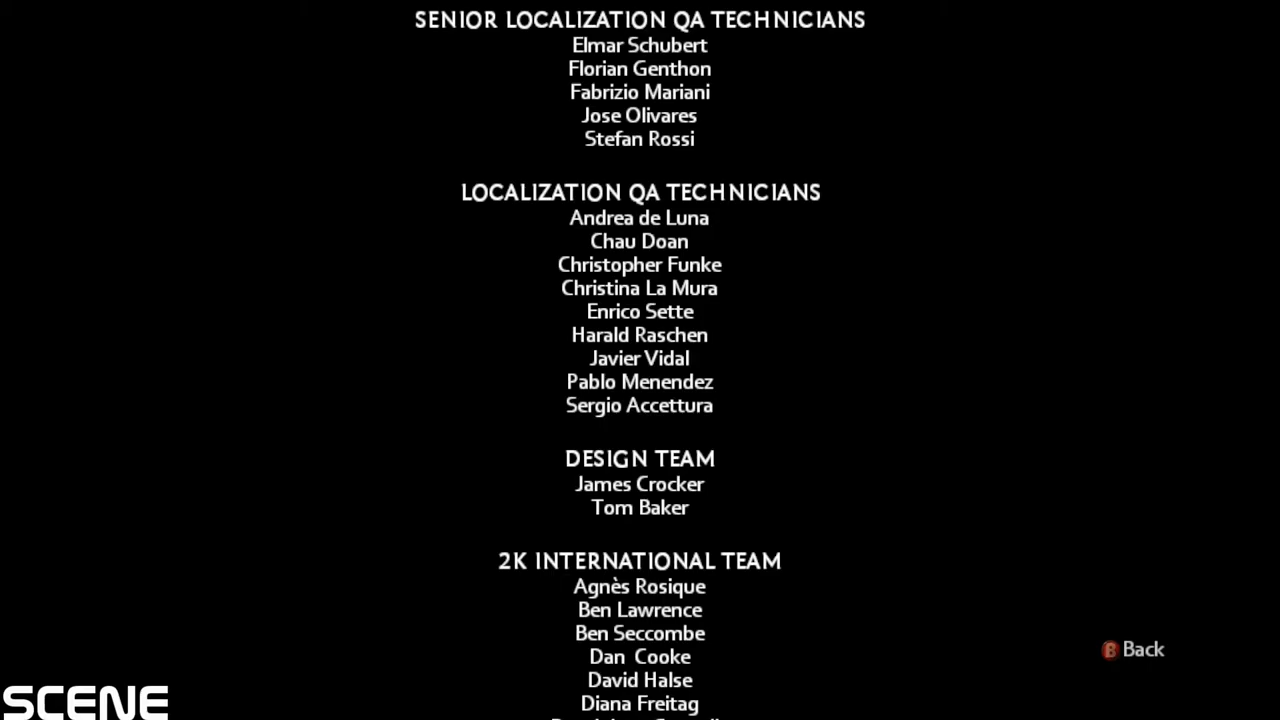 SENIOR LOCALIZATION QA TECHNICIANS
Elmar Schubert
Florian Genthon
Fabrizio Mariani
Jose Olivares
Stefan Rossi
LOCALIZATION QA TECHNICIANS
Andrea de Luna
Chau Doan
Christopher Funke
Christina La Mura
Enrico Sette
Harald Raschen
Javier Vidal
Pablo Menendez
Sergio Accettura
DESIGN TEAM
James Crocker
Tom Baker
2K INTERNATIONAL TEAM
Agnès Rosique
Ben Lawrence
Ben Seccombe
Dan Cooke
David Halse
Diana Freitag
B Back
SCENE